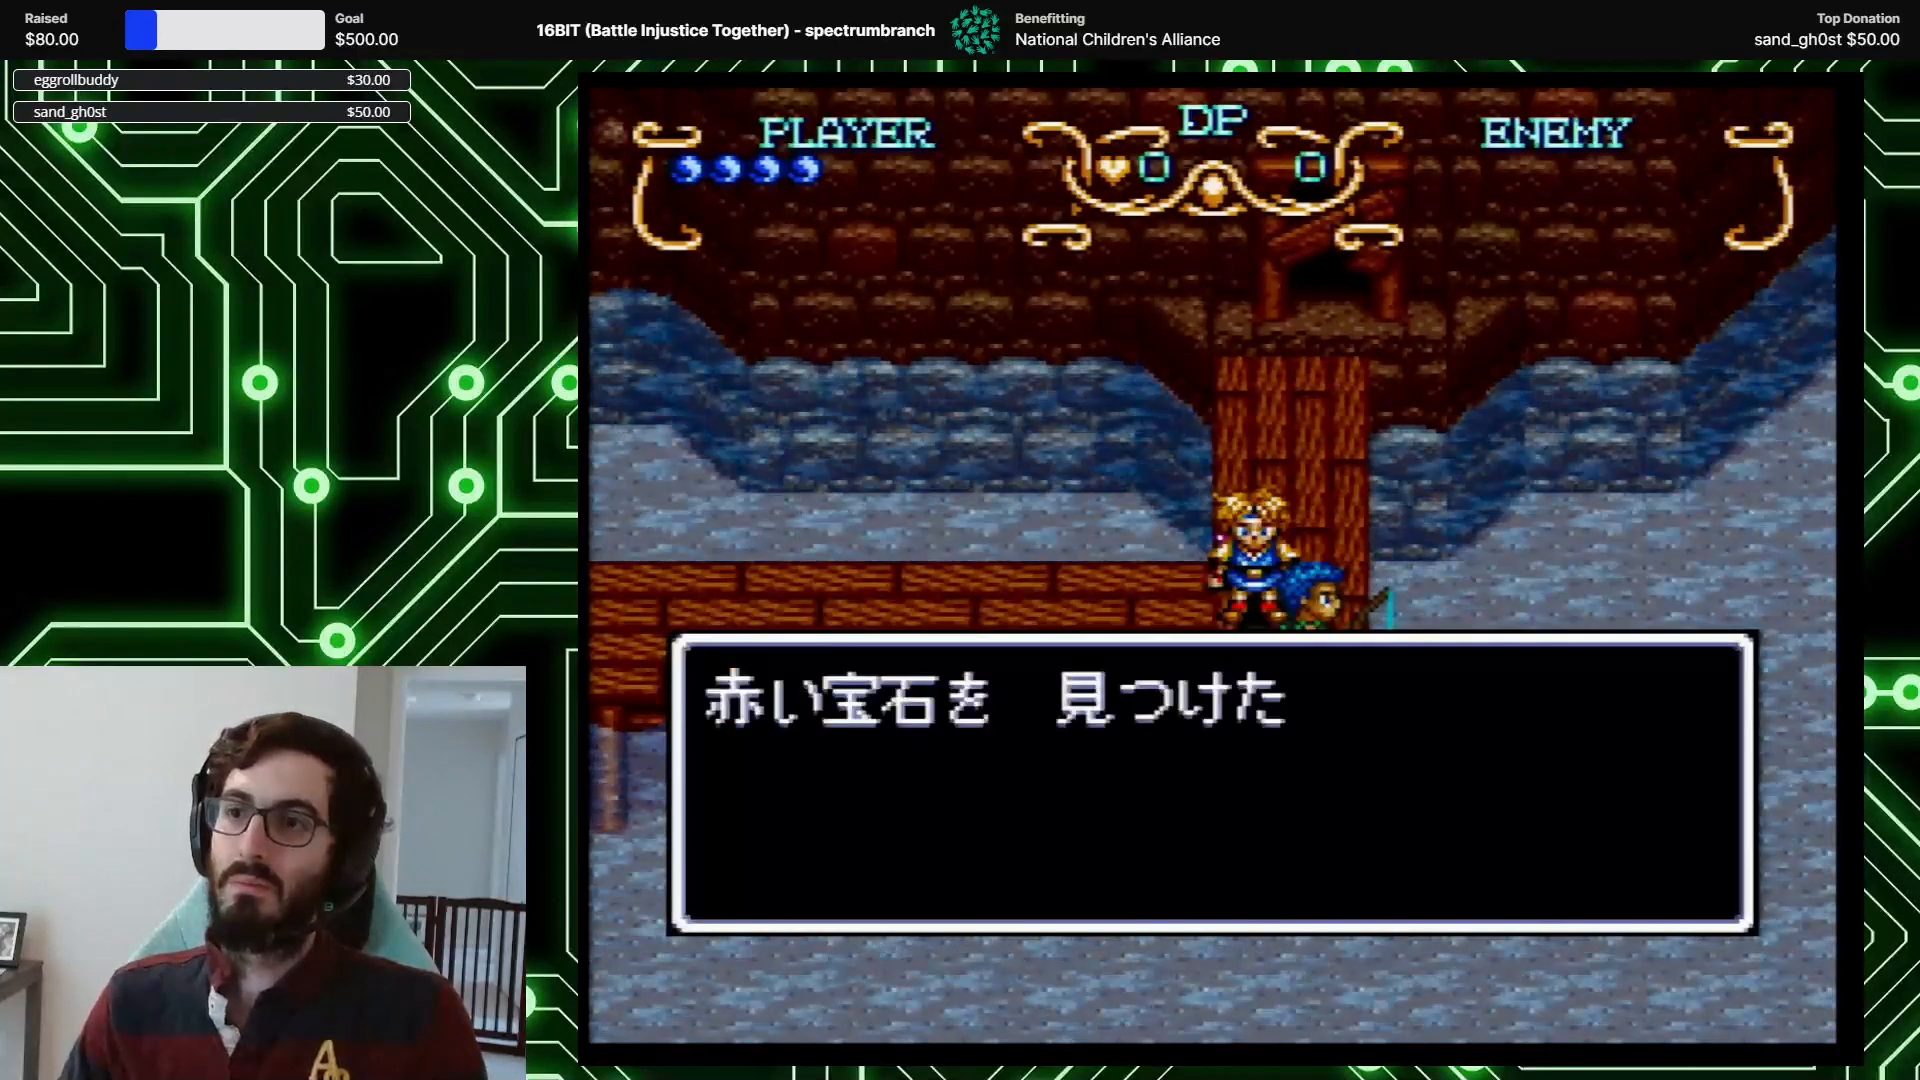 Raised
$80.00
Goal
$500.00
16BIT (Battle Injustice Together) - spectrumbranch
Benefitting
National Children's Alliance
Top Donation
sand_gh0st $50.00
eggrollbuddy $30.00
sand_gh0st $50.00
PLAYER
DP
ENEMY
0
0
赤い宝石を 見つけた